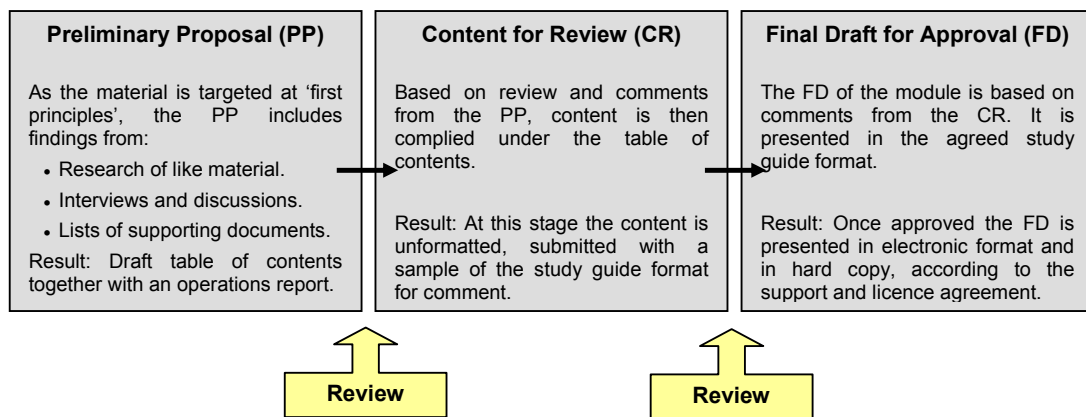 Preliminary Proposal (PP)
As the material is targeted at ‘first
principles’, the PP includes
findings from:
• Research of like material.
• Interviews and discussions.
• Lists of supporting documents.
Result: Draft table of contents
together with an operations report.
Content for Review (CR)
Based on review and comments
from the PP, content is then
complied under the table of
contents.
Result: At this stage the content is
unformatted, submitted with a
sample of the study guide format
for comment.
Final Draft for Approval (FD)
The FD of the module is based on
comments from the CR. It is
presented in the agreed study
guide format.
Result: Once approved the FD is
presented in electronic format and
in hard copy, according to the
support and licence agreement.
Review
Review